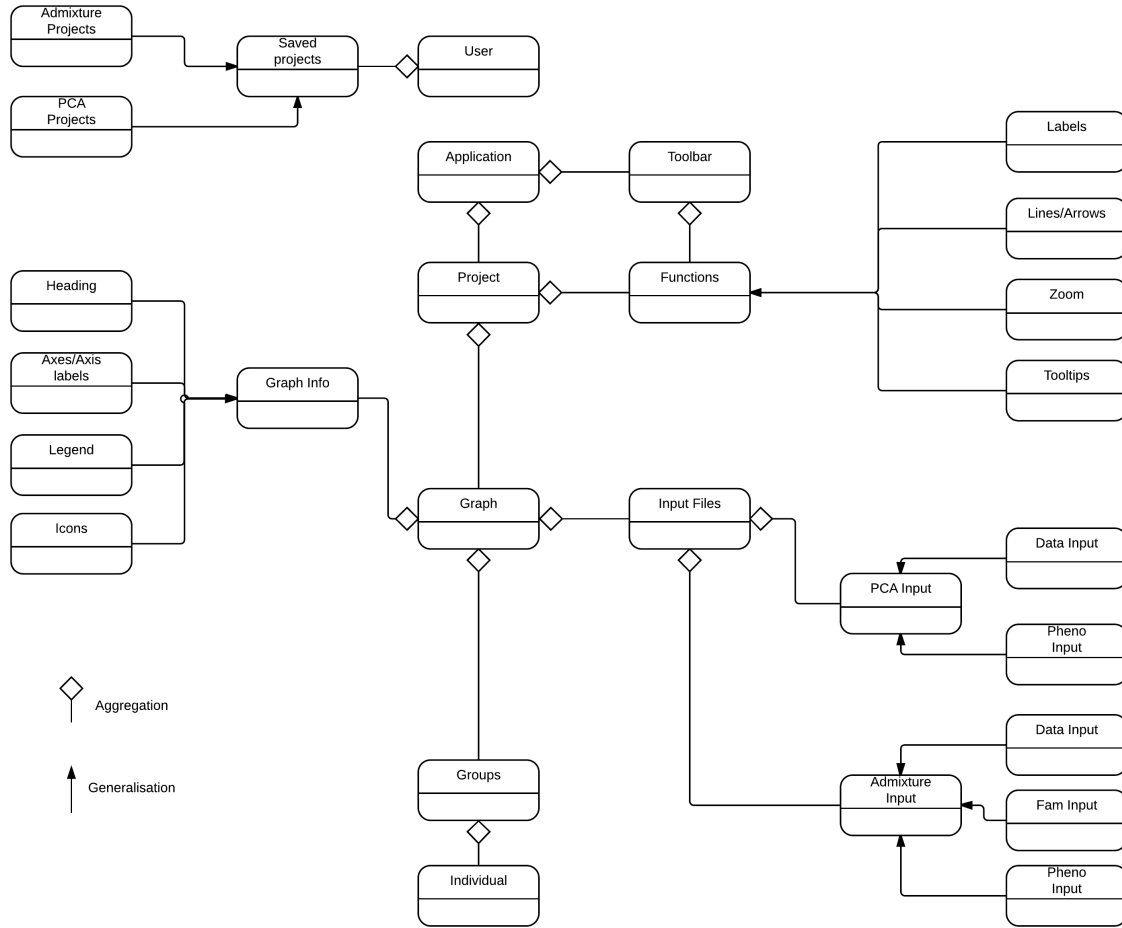 Admixture
Projects
Saved
projects
User
PCA
Projects
Labels
Application
Toolbar
Lines/Arrows
Heading
Project
Functions
Zoom
Axes/Axis
labels
Graph Info
Tooltips
Legend
Graph
Input Files
Icons
Data Input
PCA Input
Pheno
Input
Aggregation
Data Input
Generalisation
Groups
Admixture
Input
Fam Input
Individual
Pheno
Input